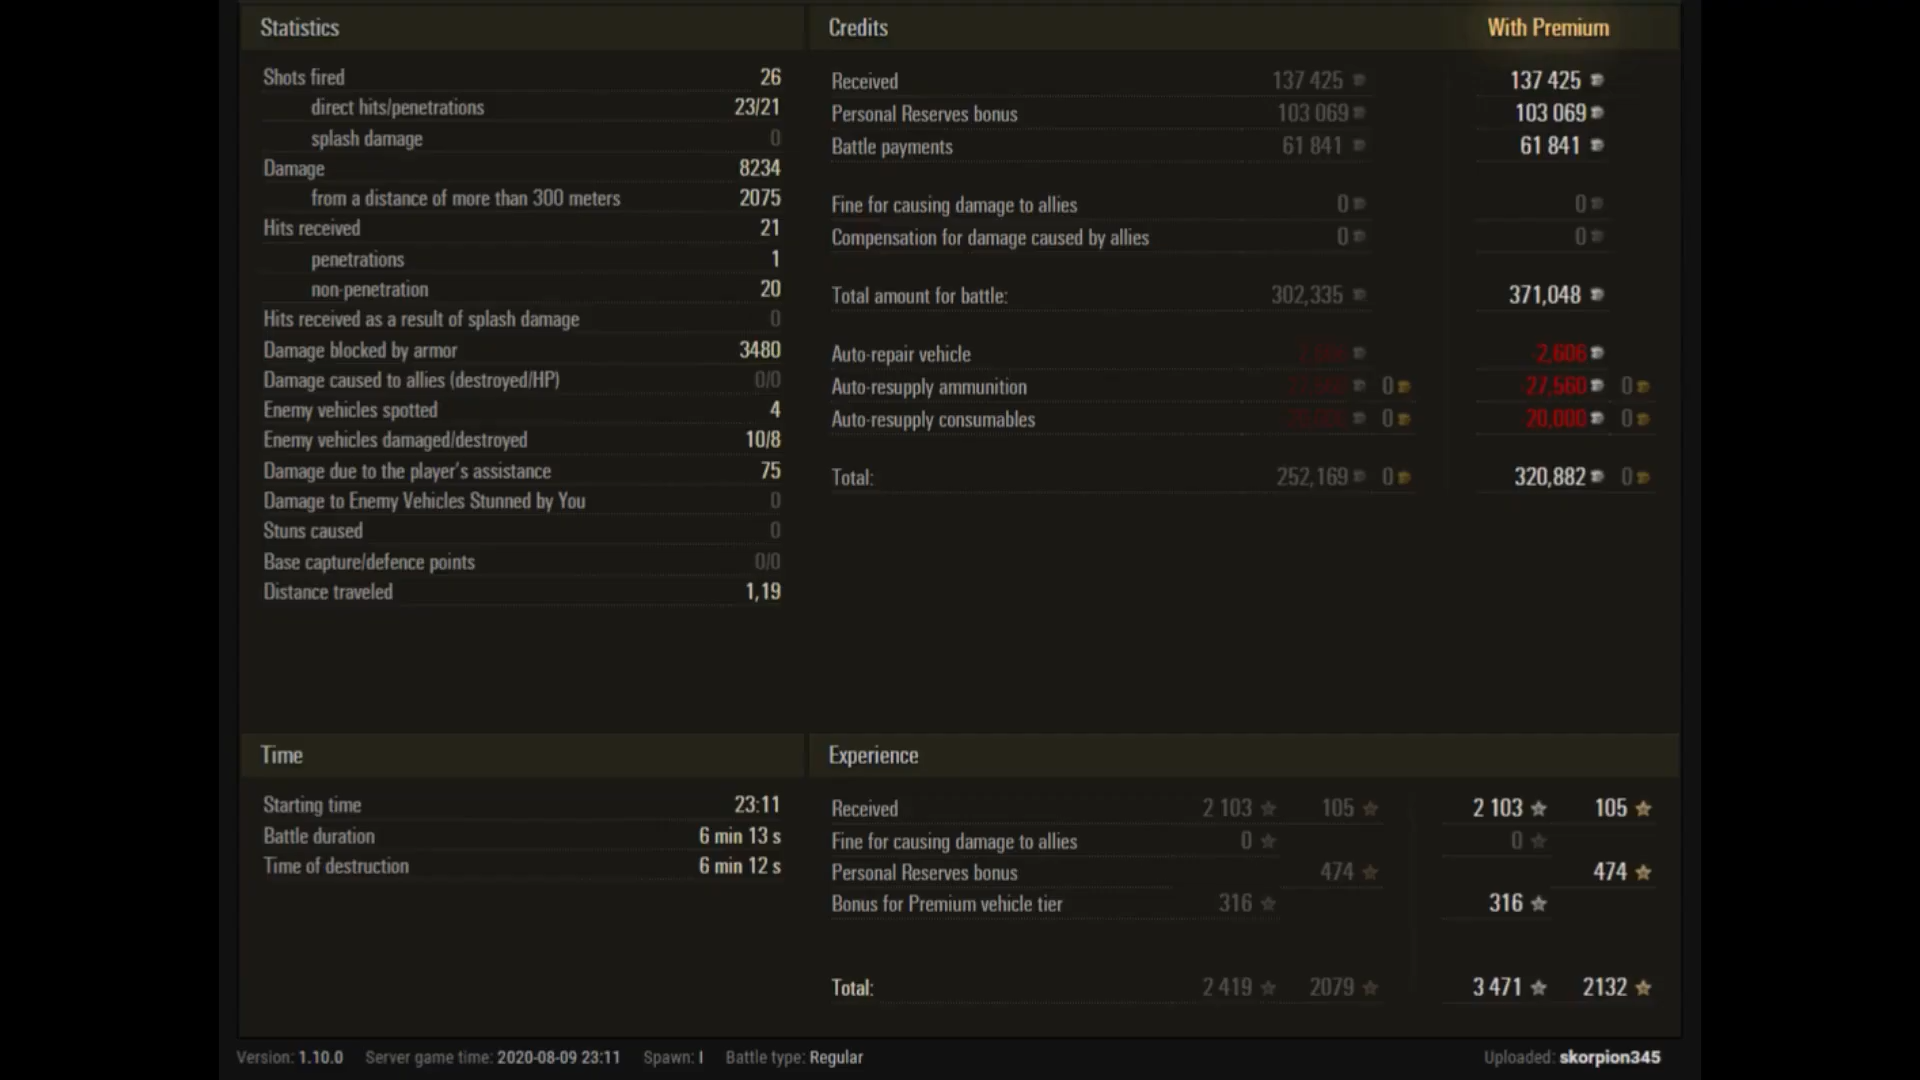 Statistics
Shots fired 26
direct hits/penetrations 23/21
splash damage 0
Damage 8234
from a distance of more than 300 meters 2075
Hits received 21
penetrations 1
non-penetration 20
Hits received as a result of splash damage 0
Damage blocked by armor 3480
Damage caused to allies (destroyed/HP) 0/0
Enemy vehicles spotted 4
Enemy vehicles damaged/destroyed 10/8
Damage due to the player's assistance 75
Damage to Enemy Vehicles Stunned by You 0
Stuns caused 0
Base capture/defence points 0/0
Distance traveled 1,19
Credits With Premium
Received 137 425 137 425
Personal Reserves bonus 103 069 103 069
Battle payments 61 841 61 841
Fine for causing damage to allies 0 0
Compensation for damage caused by allies 0 0
Total amount for battle: 302,335 371,048
Auto-repair vehicle -2,606
Auto-resupply ammunition 0 -27,560 0
Auto-resupply consumables 0 -20,000 0
Total: 252,169 0 320,882 0
Time
Starting time 23:11
Battle duration 6 min 13 s
Time of destruction 6 min 12 s
Experience
Received 2 103 105 2 103 105
Fine for causing damage to allies 0 0
Personal Reserves bonus 474 474
Bonus for Premium vehicle tier 316 316
Total: 2 419 2079 3 471 2132
Version: 1.10.0 Server game time: 2020-08-09 23:11 Spawn: I Battle type: Regular Uploaded: skorpion345